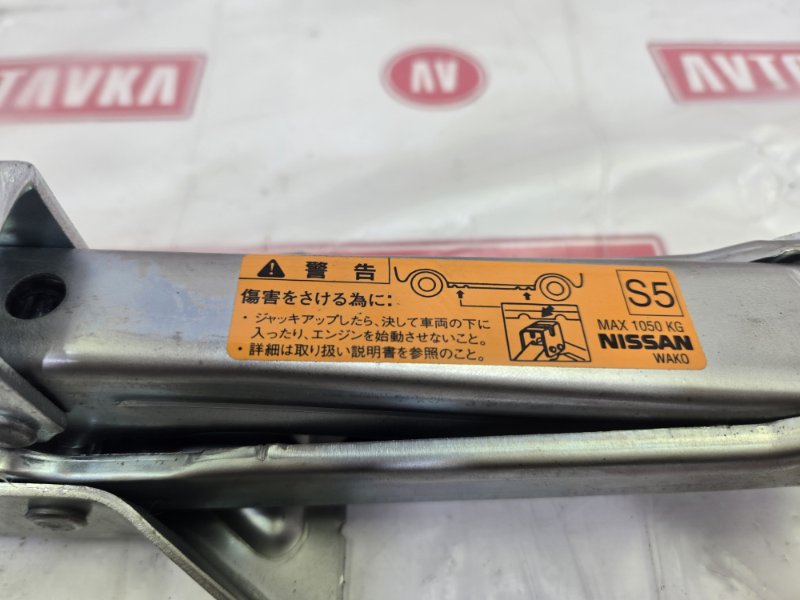 TAVKA
AV
AVTA
警告
傷害をさける為に:
・ジャッキアップしたら、決して車両の下に
入ったり、エンジンを始動させないこと。
・詳細は取り扱い説明書を参照のこと。
S5
MAX 1050 KG
NISSAN
WAKO